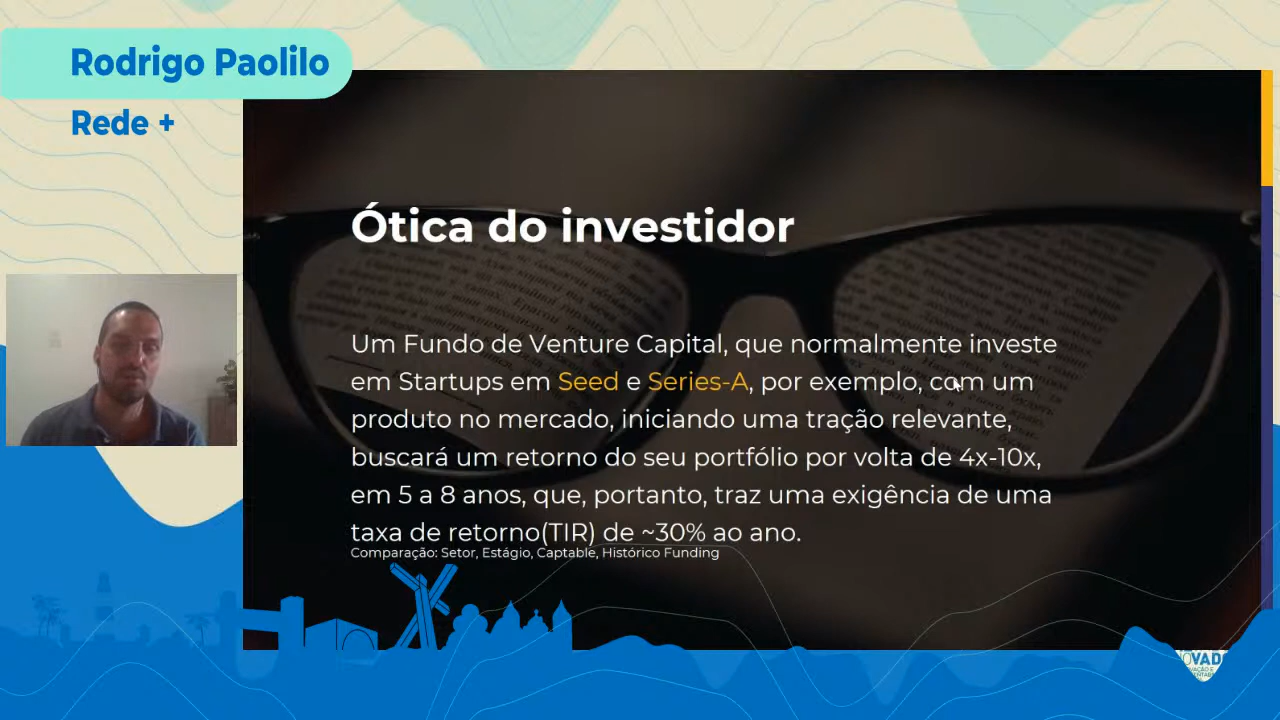 Rodrigo Paolilo
Rede +
Ótica do investidor
Um Fundo de Venture Capital, que normalmente investe
em Startups em Seed e Series-A, por exemplo, com um
produto no mercado, iniciando uma tração relevante,
buscará um retorno do seu portfólio por volta de 4x-10x,
em 5 a 8 anos, que, portanto, traz uma exigência de uma
taxa de retorno(TIR) de ~30% ao ano.
Comparação: Setor, Estágio, Captable, Histórico Funding